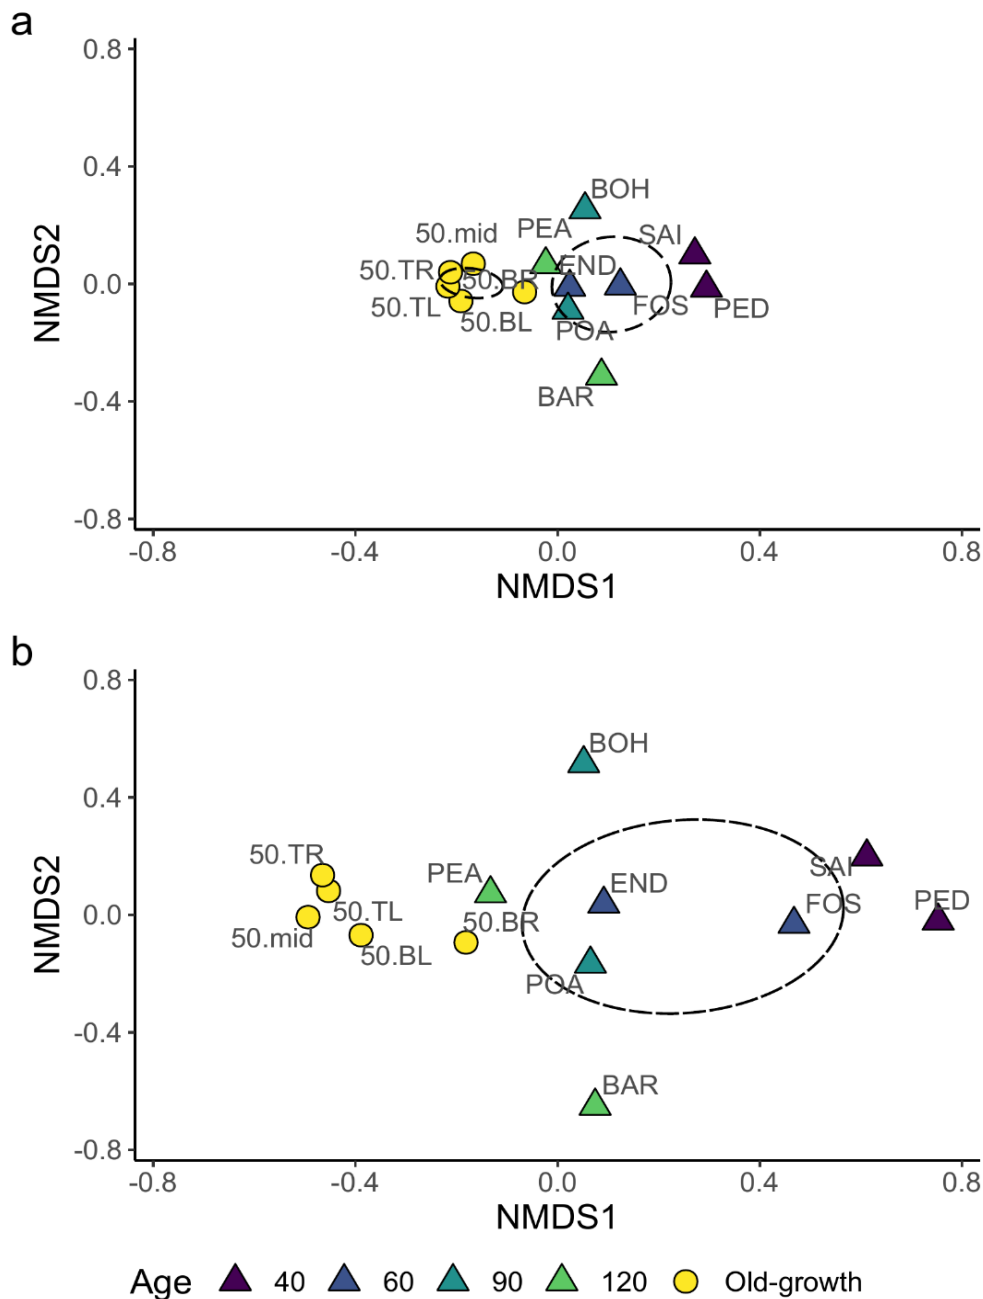 a
0.8
0.4
0.0
-0.4
-0.8
NMDS2
BOH
PEA
SAI
50.mid
END
50.TR
50.BR
50.TL
50.BL
FOS
PED
POA
BAR
-0.8 -0.4 0.0 0.4 0.8
NMDS1
b
0.8
0.4
0.0
-0.4
-0.8
NMDS2
BOH
50.TR
PEA
SAI
END
50.TL
50.BR
FOS
PED
50.mid
50.BL
POA
BAR
-0.8 -0.4 0.0 0.4 0.8
NMDS1
Age 40 60 90 120 Old-growth